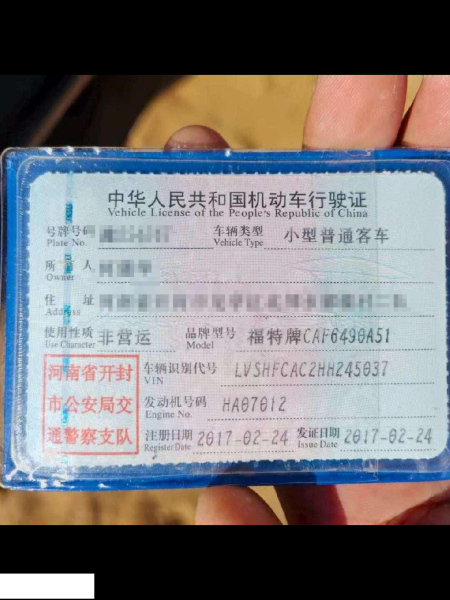 中华人民共和国机动车行驶证
Vehicle License of the People's Republic of China
号牌号码
Plate No.
车辆类型 小型普通客车
Vehicle Type
所 有 人
Owner
住 址
Address
使用性质 非营运 品牌型号 福特牌CAF6490A51
Use Character Model
河南省开封
市公安局交
通警察支队
车辆识别代号 LVSHFCAC2HH245037
VIN
发动机号码 HA07012
Engine No.
注册日期 2017-02-24 发证日期 2017-02-24
Register Date Issue Date